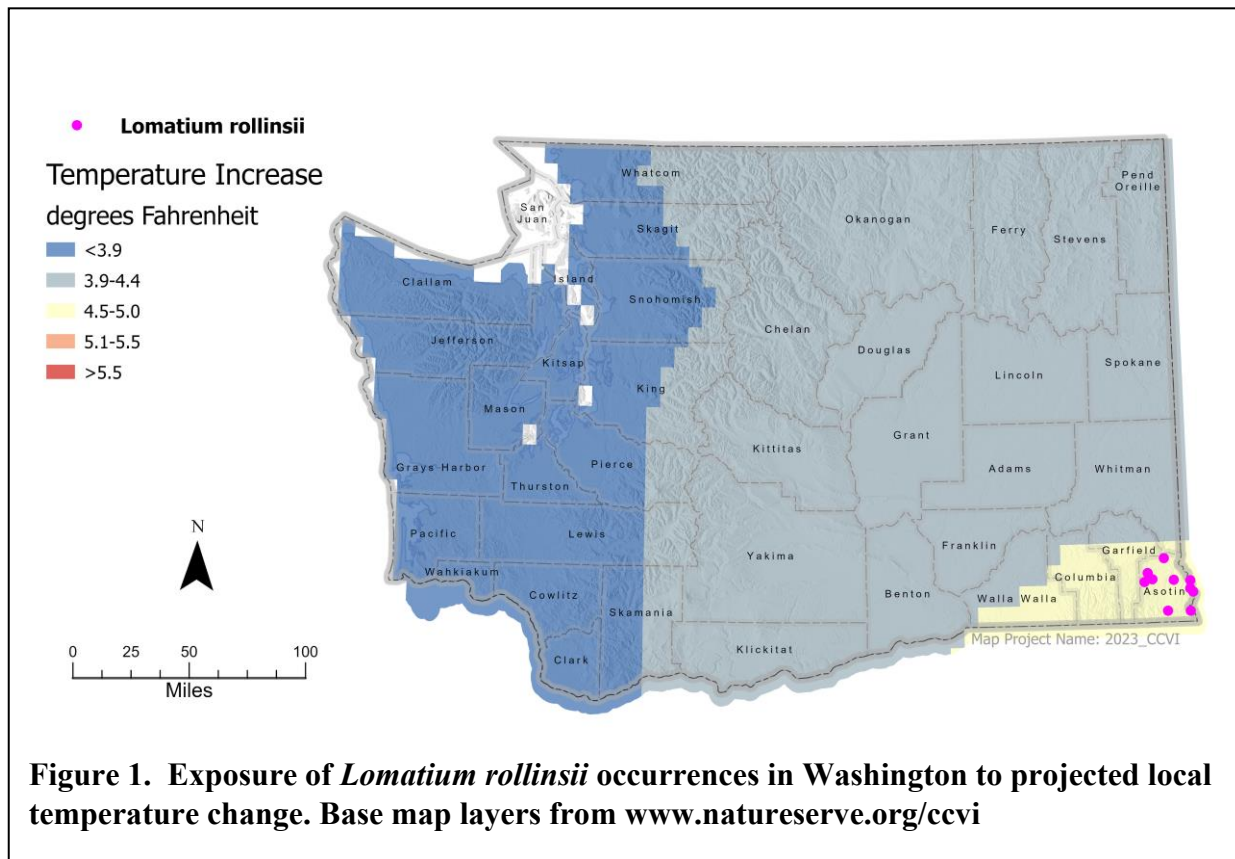 Lomatium rollinsii
Temperature Increase
degrees Fahrenheit
<3.9
3.9-4.4
4.5-5.0
5.1-5.5
>5.5
N
0 25 50 100
Miles
Whatcom
Pend
Oreille
San
Juan
Okanogan
Ferry
Stevens
Skagit
Clallam
Island
Snohomish
Chelan
Jefferson
Douglas
Kitsap
Lincoln
Spokane
King
Mason
Grant
Kittitas
Grays Harbor
Pierce
Adams
Whitman
Thurston
Pacific
Lewis
Yakima
Franklin
Garfield
Wahkiakum
Columbia
Cowlitz
Asotin
Skamania
Benton
Walla Walla
Clark
Klickitat
Map Project Name: 2023_CCVI
Figure 1. Exposure of Lomatium rollinsii occurrences in Washington to projected local
temperature change. Base map layers from www.natureserve.org/ccvi